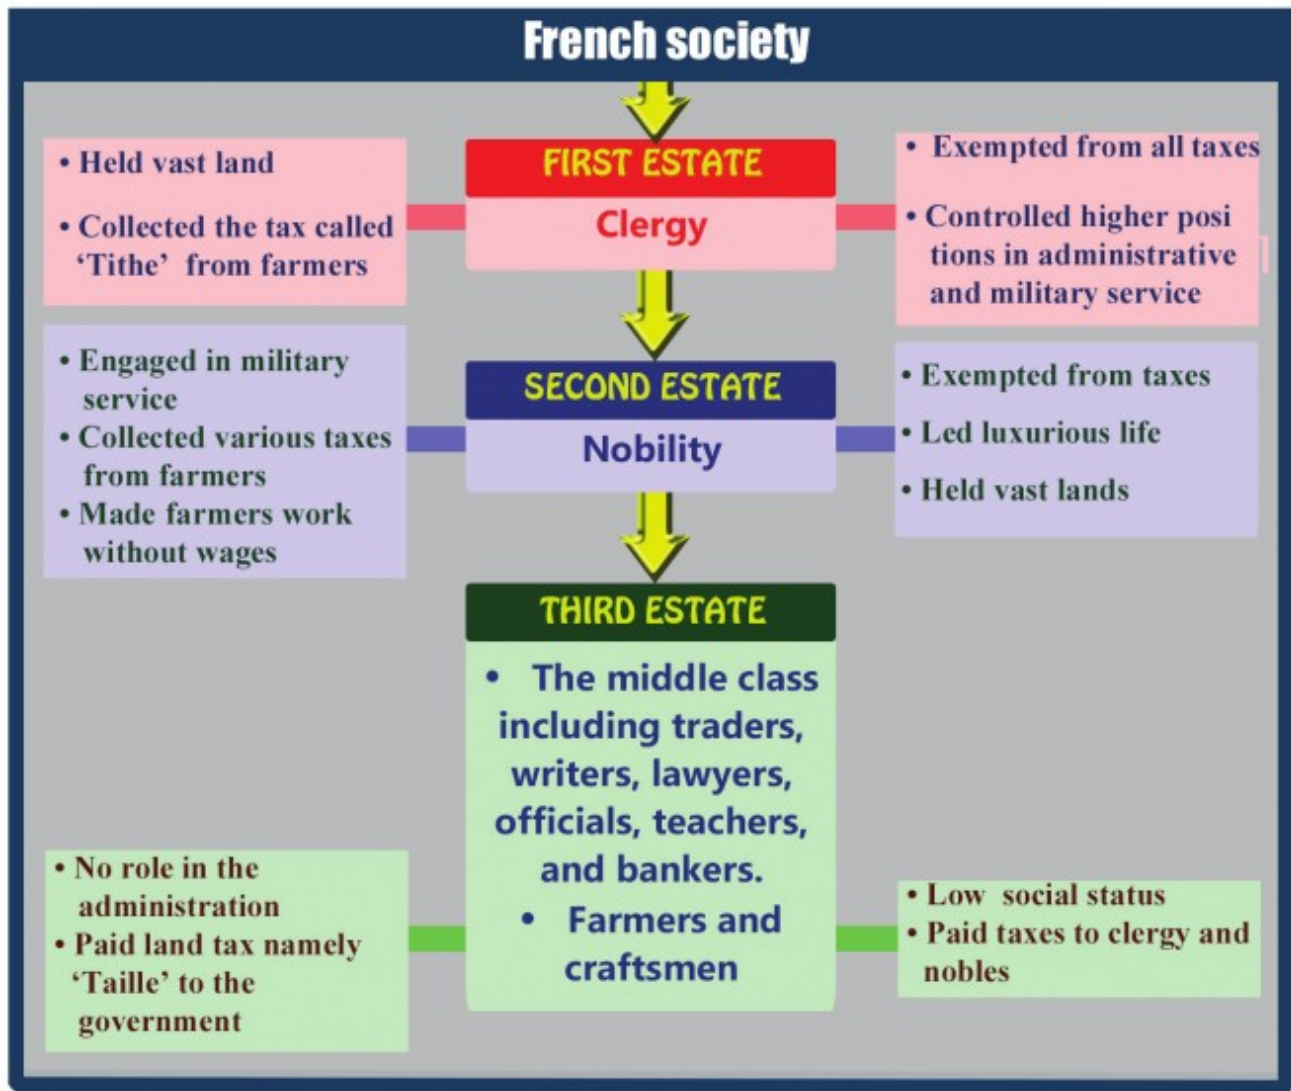 French society
FIRST ESTATE
Clergy
• Held vast land
• Collected the tax called
‘Tithe’ from farmers
• Exempted from all taxes
• Controlled higher posi
tions in administrative
and military service
SECOND ESTATE
Nobility
• Engaged in military
service
• Collected various taxes
from farmers
• Made farmers work
without wages
• Exempted from taxes
• Led luxurious life
• Held vast lands
THIRD ESTATE
• The middle class
including traders,
writers, lawyers,
officials, teachers,
and bankers.
• Farmers and
craftsmen
• No role in the
administration
• Paid land tax namely
‘Taille’ to the
government
• Low social status
• Paid taxes to clergy and
nobles